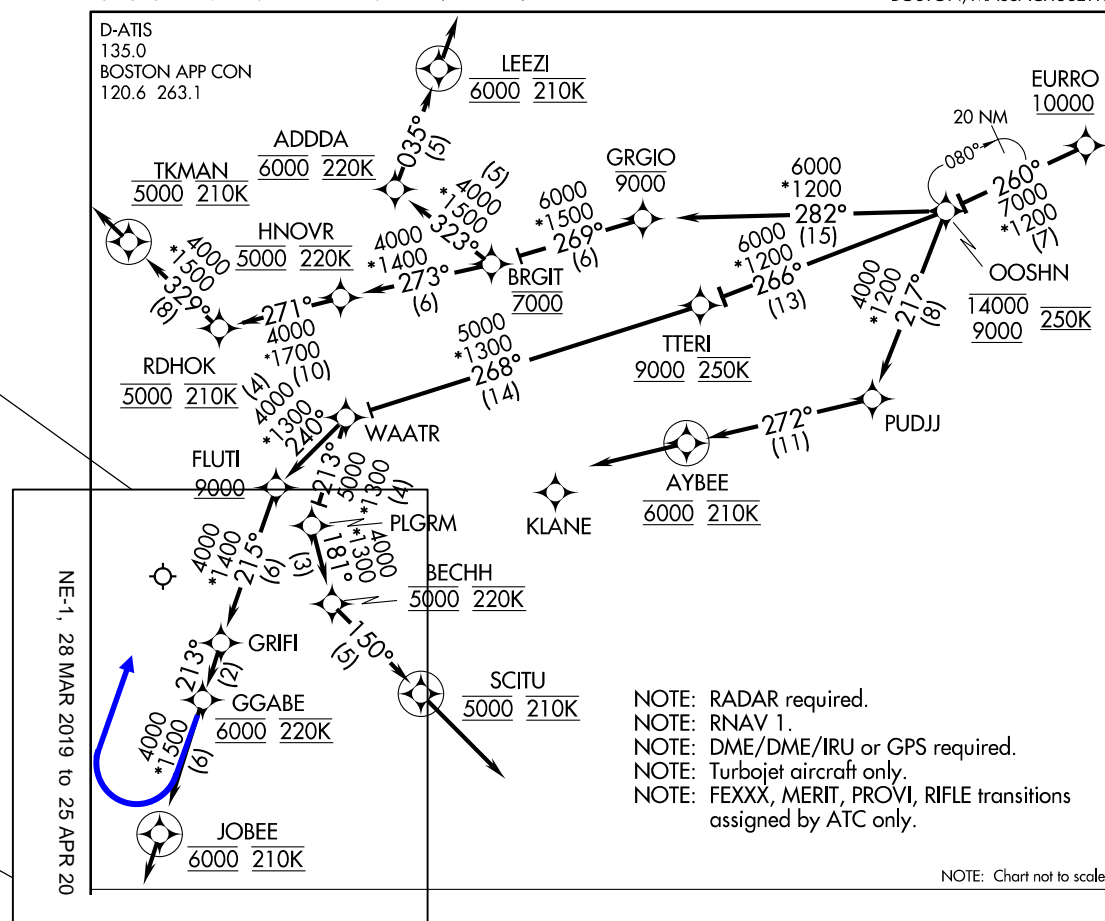 D-ATIS
135.0
BOSTON APP CON
120.6 263.1
LEEZI
6000 210K
EURRO
10000
20 NM
080°
ADDDA
6000 220K
035°
(5)
TKMAN
5000 210K
GRGIO
9000
6000
*1200
282°
(15)
260°
7000
*1200
(7)
(5)
4000
*1500
323°
6000
*1500
269°
(6)
HNOVR
5000 220K
4000
*1400
273°
(6)
BRGIT
7000
6000
*1200
266°
(13)
OOSHN
14000
9000 250K
4000
*1200
217°
(8)
4000
*1500
329°
(8)
271°
4000
*1700
(10)
RDHOK
5000 210K
5000
*1300
268°
(14)
TTERI
9000 250K
(4)
4000
*1300
240°
WAATR
PUDJJ
272°
(11)
AYBEE
6000 210K
KLANE
FLUTI
9000
213°
5000
*1300
(4)
PLGRM
4000
*1300
181°
(3)
4000
*1400
215°
(6)
BECHH
5000 220K
150°
(5)
GRIFI
213°
(2)
SCITU
5000 210K
GGABE
6000 220K
4000
*1500
(6)
JOBEE
6000 210K
NE-1, 28 MAR 2019 to 25 APR 20
NOTE: RADAR required.
NOTE: RNAV 1.
NOTE: DME/DME/IRU or GPS required.
NOTE: Turbojet aircraft only.
NOTE: FEXXX, MERIT, PROVI, RIFLE transitions
assigned by ATC only.
NOTE: Chart not to scale